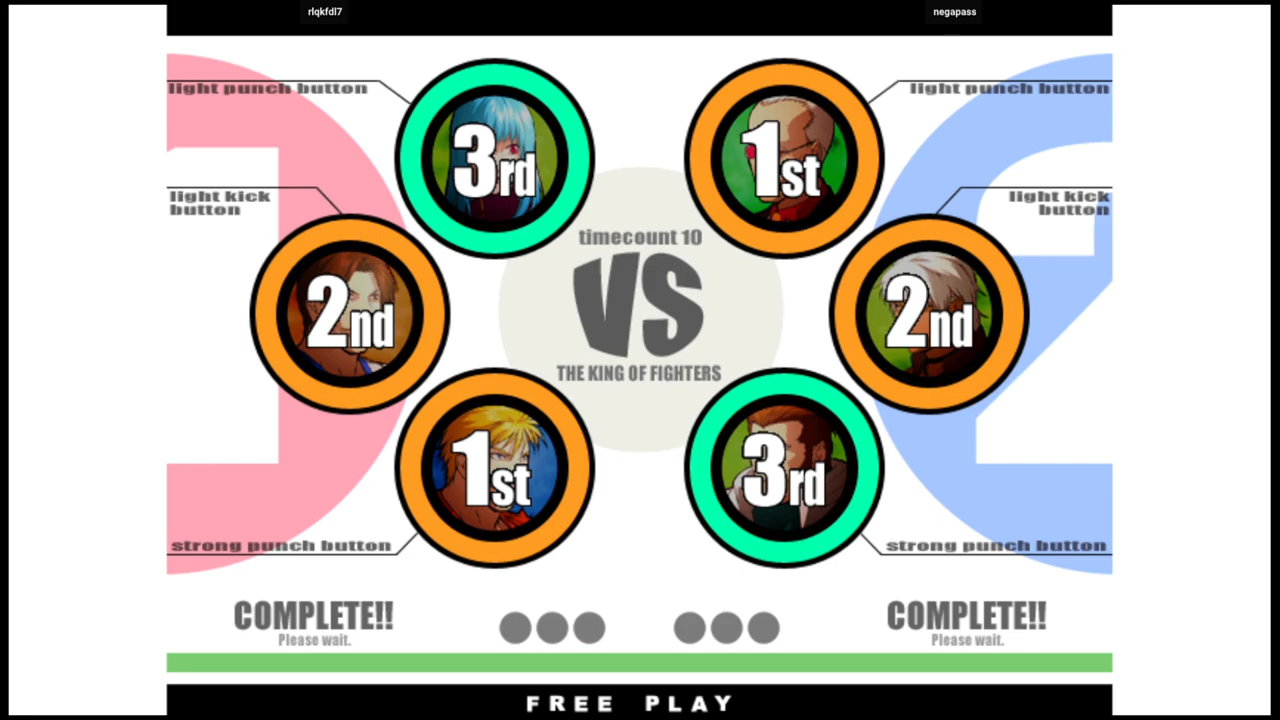 rlqkfdl7
negapass
light punch button
light punch button
3rd
1st
light kick
button
light kick
button
timecount 10
VS
THE KING OF FIGHTERS
2nd
2nd
1st
3rd
strong punch button
strong punch button
COMPLETE!!
Please wait.
COMPLETE!!
Please wait.
FREE PLAY